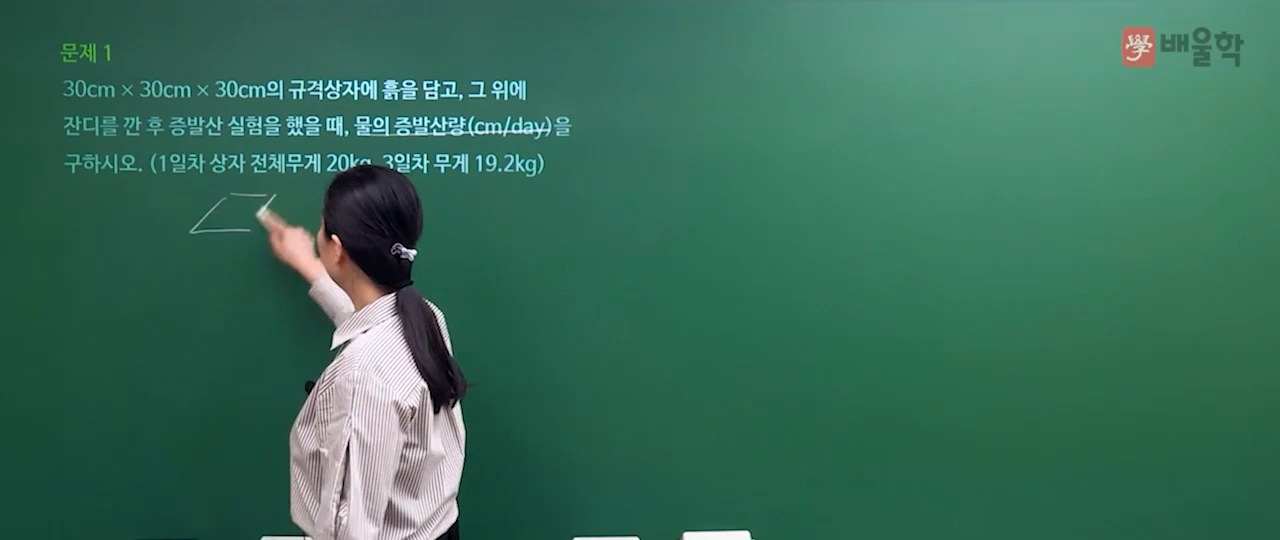 學 배울학
문제 1
30cm × 30cm × 30cm의 규격상자에 흙을 담고, 그 위에
잔디를 깐 후 증발산 실험을 했을 때, 물의 증발산량(cm/day)을
구하시오. (1일차 상자 전체무게 20kg, 3일차 무게 19.2kg)